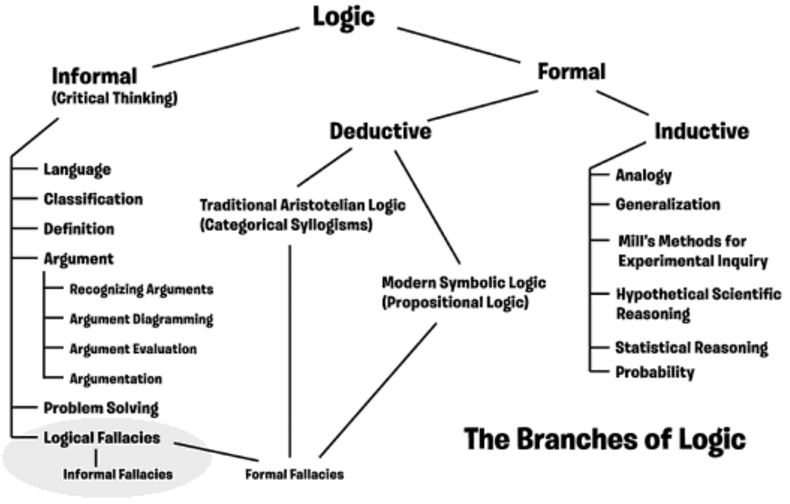 Logic
Informal
(Critical Thinking)
Formal
Deductive
Inductive
Language
Classification
Definition
Argument
Recognizing Arguments
Argument Diagramming
Argument Evaluation
Argumentation
Problem Solving
Logical Fallacies
Informal Fallacies
Traditional Aristotelian Logic
(Categorical Syllogisms)
Modern Symbolic Logic
(Propositional Logic)
Formal Fallacies
Analogy
Generalization
Mill's Methods for
Experimental Inquiry
Hypothetical Scientific
Reasoning
Statistical Reasoning
Probability
The Branches of Logic